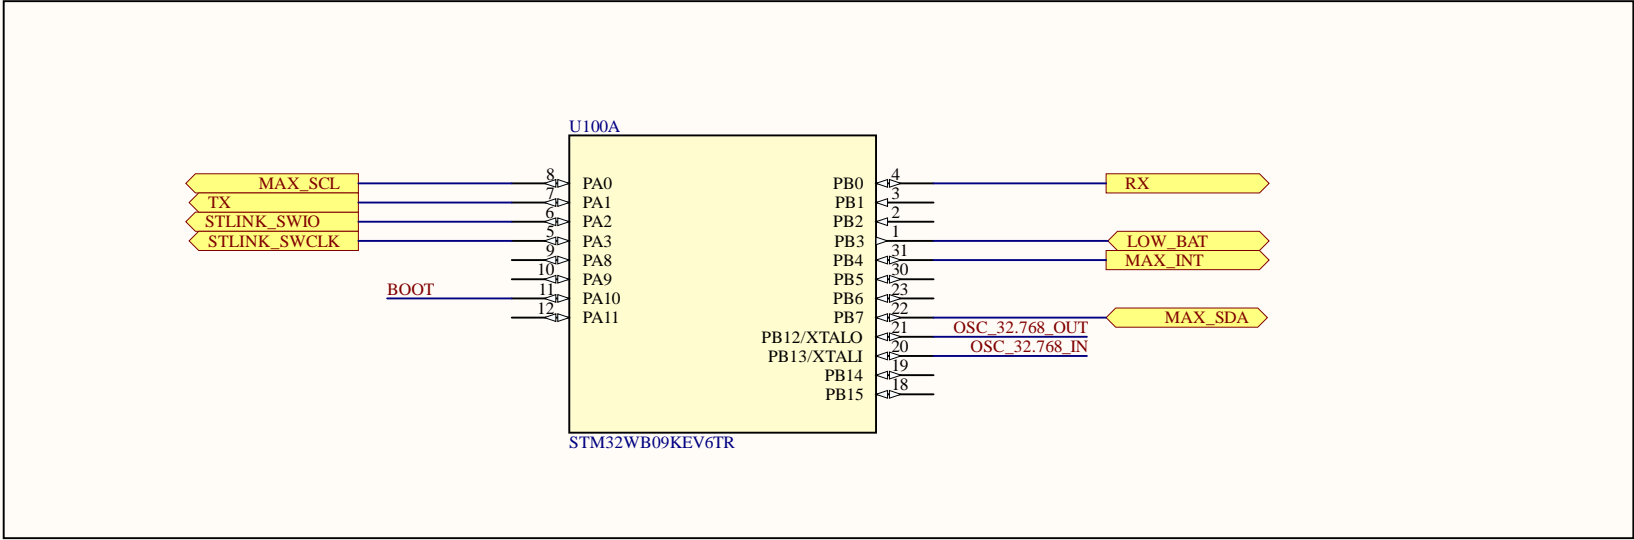 U100A
MAX_SCL 8 PA0 PB0 4 RX
TX 7 PA1 PB1 3
STLINK_SWIO 6 PA2 PB2 2
STLINK_SWCLK 5 PA3 PB3 1 LOW_BAT
9 PA8 PB4 31 MAX_INT
10 PA9 PB5 30
BOOT 11 PA10 PB6 23
12 PA11 PB7 22 MAX_SDA
PB12/XTALO 21 OSC_32.768_OUT
PB13/XTALI 20 OSC_32.768_IN
PB14 19
PB15 18
STM32WB09KEV6TR